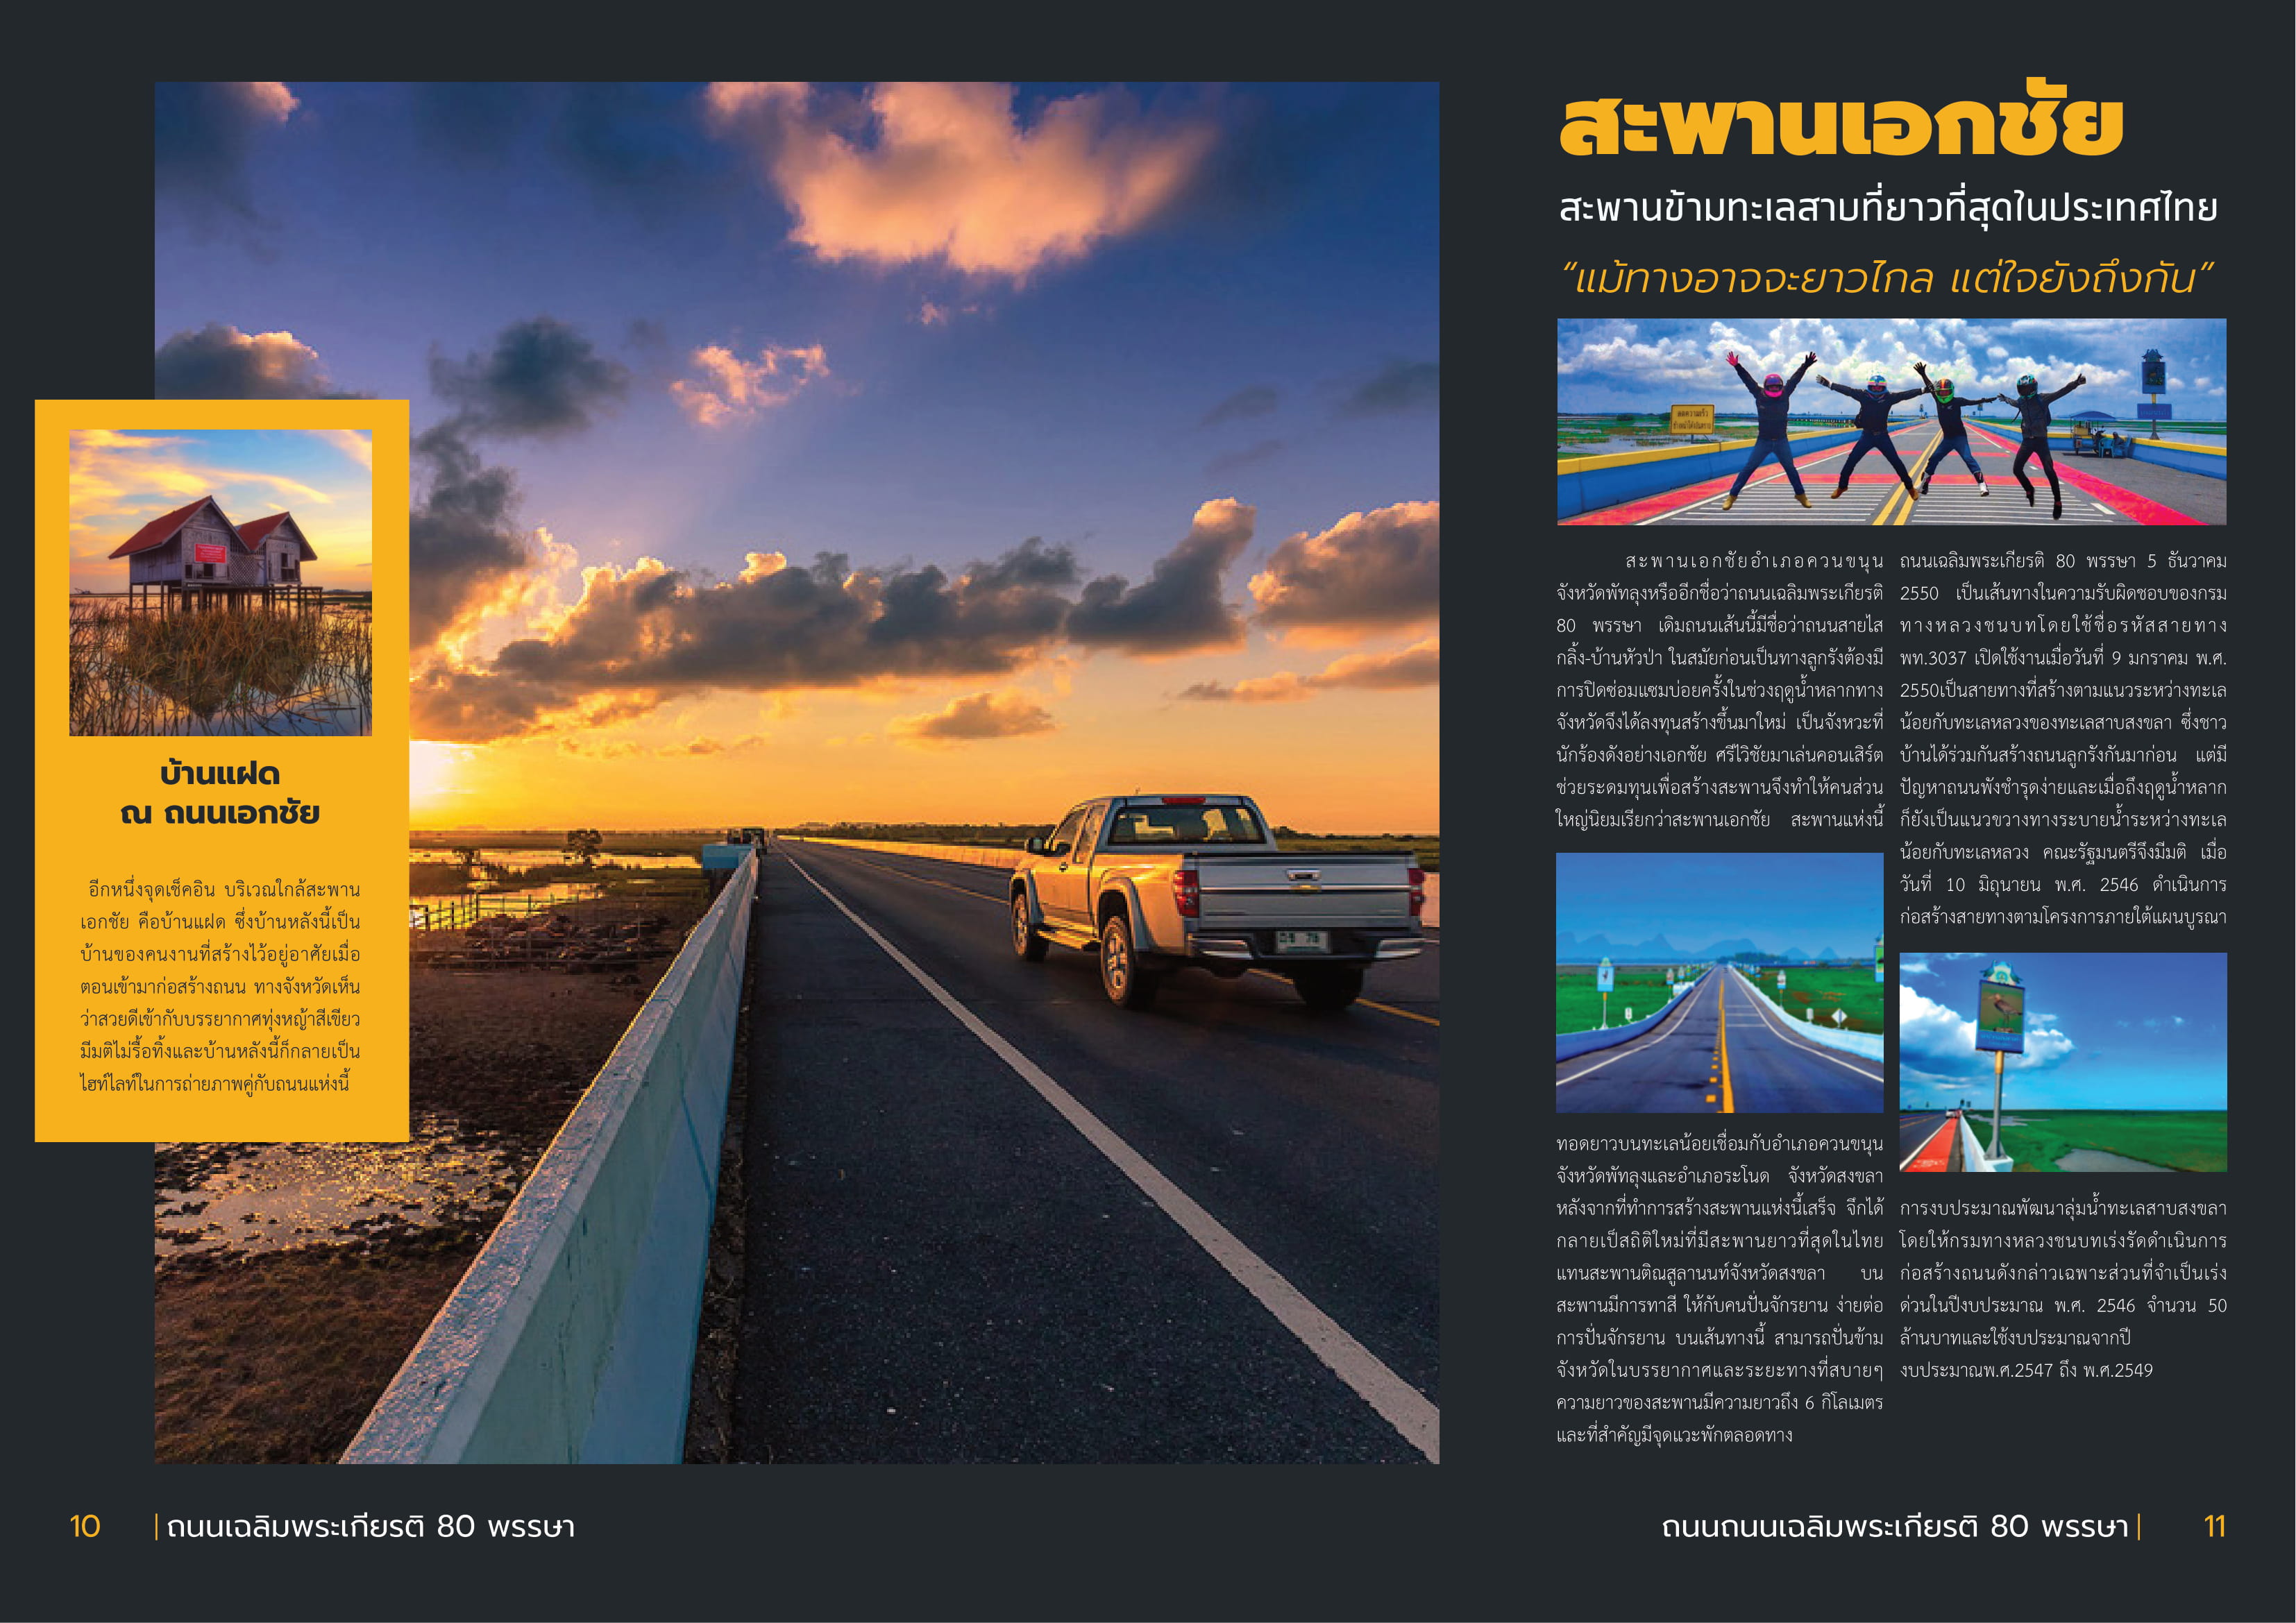 บ้านแฝด
ณ ถนนเอกชัย
อีกหนึ่งจุดเช็คอิน บริเวณใกล้สะพาน
เอกชัย คือบ้านแฝด ซึ่งบ้านหลังนี้เป็น
บ้านของคนงานที่สร้างไว้อยู่อาศัยเมื่อ
ตอนเข้ามาก่อสร้างถนน ทางจังหวัดเห็น
ว่าสวยดีเข้ากับบรรยากาศทุ่งหญ้าสีเขียว
มีมติไม่รื้อทิ้งและบ้านหลังนี้ก็กลายเป็น
ไฮท์ไลท์ในการถ่ายภาพคู่กับถนนแห่งนี้
10 | ถนนเฉลิมพระเกียรติ 80 พรรษา
สะพานเอกชัย
สะพานข้ามทะเลสาบที่ยาวที่สุดในประเทศไทย
“แม้ทางอาจจะยาวไกล แต่ใจยังถึงกัน”
ลดความเร็ว
สะพานเอกชัยอำเภอควนขนุน
จังหวัดพัทลุงหรืออีกชื่อว่าถนนเฉลิมพระเกียรติ
80 พรรษา เดิมถนนเส้นนี้มีชื่อว่าถนนสายไส
กลิ้ง-บ้านหัวป่า ในสมัยก่อนเป็นทางลูกรังต้องมี
การปิดซ่อมแซมบ่อยครั้งในช่วงฤดูน้ำหลากทาง
จังหวัดจึงได้ลงทุนสร้างขึ้นมาใหม่ เป็นจังหวะที่
นักร้องดังอย่างเอกชัย ศรีวิชัยมาเล่นคอนเสิร์ต
ช่วยระดมทุนเพื่อสร้างสะพานจึงทำให้คนส่วน
ใหญ่นิยมเรียกว่าสะพานเอกชัย สะพานแห่งนี้
ทอดยาวบนทะเลน้อยเชื่อมกับอำเภอควนขนุน
จังหวัดพัทลุงและอำเภอระโนด จังหวัดสงขลา
หลังจากที่ทำการสร้างสะพานแห่งนี้เสร็จ จึกได้
กลายเป็สถิติใหม่ที่มีสะพานยาวที่สุดในไทย
แทนสะพานติณสูลานนท์จังหวัดสงขลา บน
สะพานมีการทาสี ให้กับคนปั่นจักรยาน ง่ายต่อ
การปั่นจักรยาน บนเส้นทางนี้ สามารถปั่นข้าม
จังหวัดในบรรยากาศและระยะทางที่สบายๆ
ความยาวของสะพานมีความยาวถึง 6 กิโลเมตร
และที่สำคัญมีจุดแวะพักตลอดทาง
ถนนเฉลิมพระเกียรติ 80 พรรษา 5 ธันวาคม
2550 เป็นเส้นทางในความรับผิดชอบของกรม
ทางหลวงชนบทโดยใช้ชื่อรหัสสายทาง
พท.3037 เปิดใช้งานเมื่อวันที่ 9 มกราคม พ.ศ.
2550เป็นสายทางที่สร้างตามแนวระหว่างทะเล
น้อยกับทะเลหลวงของทะเลสาบสงขลา ซึ่งชาว
บ้านได้ร่วมกันสร้างถนนลูกรังกันมาก่อน แต่มี
ปัญหาถนนพังชำรุดง่ายและเมื่อถึงฤดูน้ำหลาก
ก็ยังเป็นแนวขวางทางระบายน้ำระหว่างทะเล
น้อยกับทะเลหลวง คณะรัฐมนตรีจึงมีมติ เมื่อ
วันที่ 10 มิถุนายน พ.ศ. 2546 ดำเนินการ
ก่อสร้างสายทางตามโครงการภายใต้แผนบูรณา
การงบประมาณพัฒนาลุ่มน้ำทะเลสาบสงขลา
โดยให้กรมทางหลวงชนบทเร่งรัดดำเนินการ
ก่อสร้างถนนดังกล่าวเฉพาะส่วนที่จำเป็นเร่ง
ด่วนในปีงบประมาณ พ.ศ. 2546 จำนวน 50
ล้านบาทและใช้งบประมาณจากปี
งบประมาณพ.ศ.2547 ถึง พ.ศ.2549
ถนนถนนเฉลิมพระเกียรติ 80 พรรษา | 11